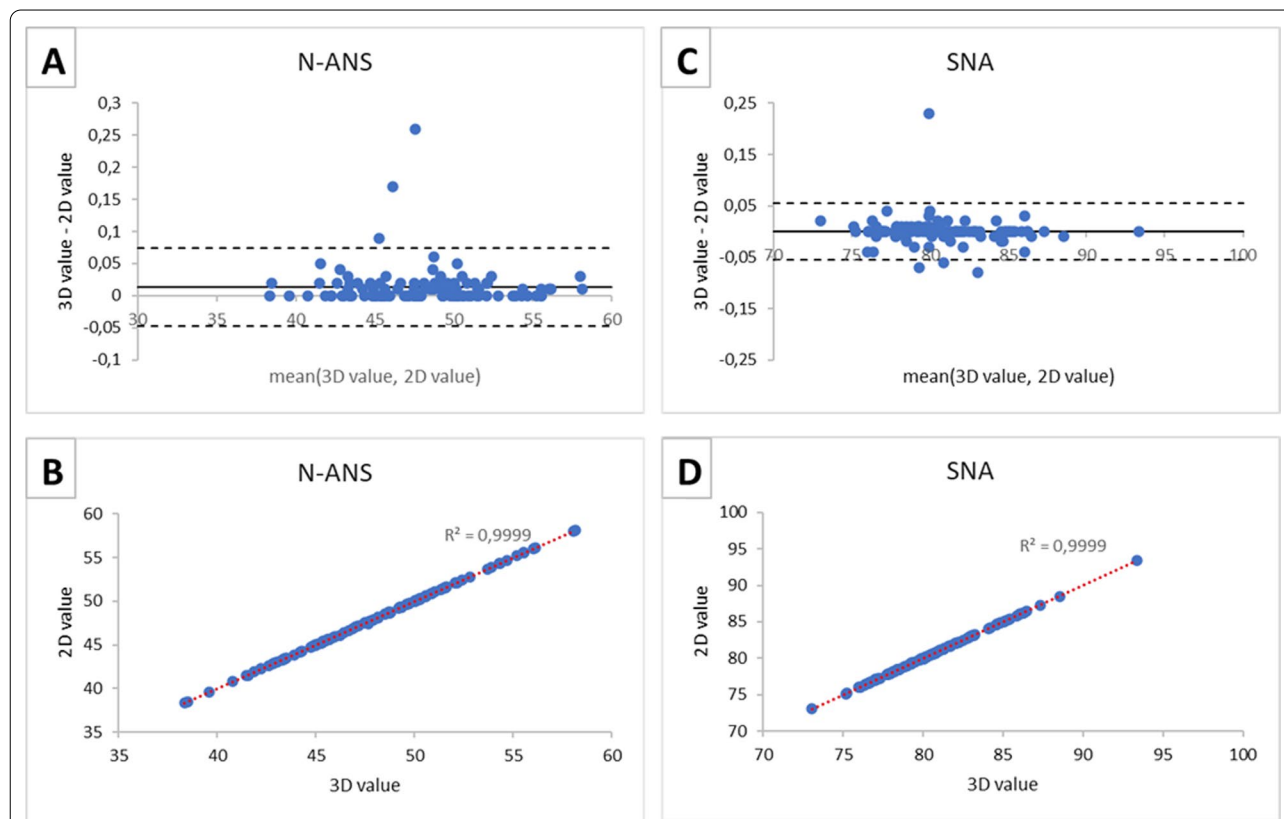 A
N-ANS
3D value - 2D value
0,3
0,25
0,2
0,15
0,1
0,05
0
-0,05
-0,1
30 35 40 45 50 55 60
mean(3D value, 2D value)
C
SNA
3D value - 2D value
0,25
0,15
0,05
-0,05
-0,15
-0,25
70 75 80 85 90 95 100
mean(3D value, 2D value)
B
N-ANS
2D value
60
55
50
45
40
35
R² = 0,9999
35 40 45 50 55 60
3D value
D
SNA
2D value
100
95
90
85
80
75
70
R² = 0,9999
70 75 80 85 90 95 100
3D value